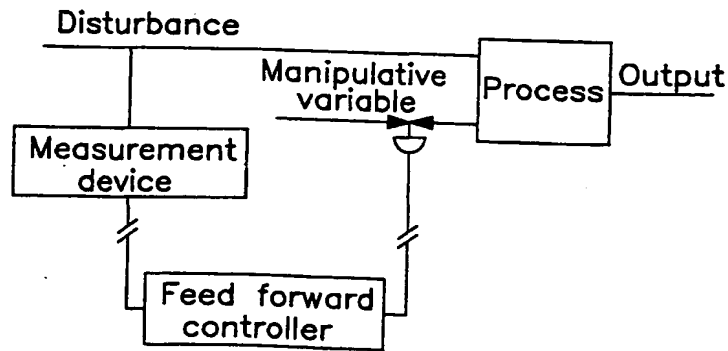 Disturbance
Manipulative
variable
Process
Output
Measurement
device
Feed forward
controller